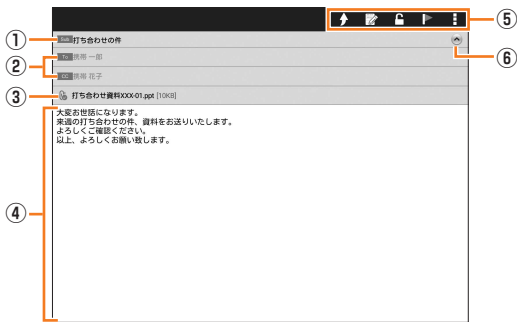 ⑤
① Sub 打ち合わせの件
⑥
② To 携帯 一郎
CC 携帯 花子
③ 打ち合わせ資料XXX-01.ppt [10KB]
大変お世話になります。
来週の打ち合わせの件、資料をお送りいたします。
よろしくご確認ください。
以上、よろしくお願い致します。
④